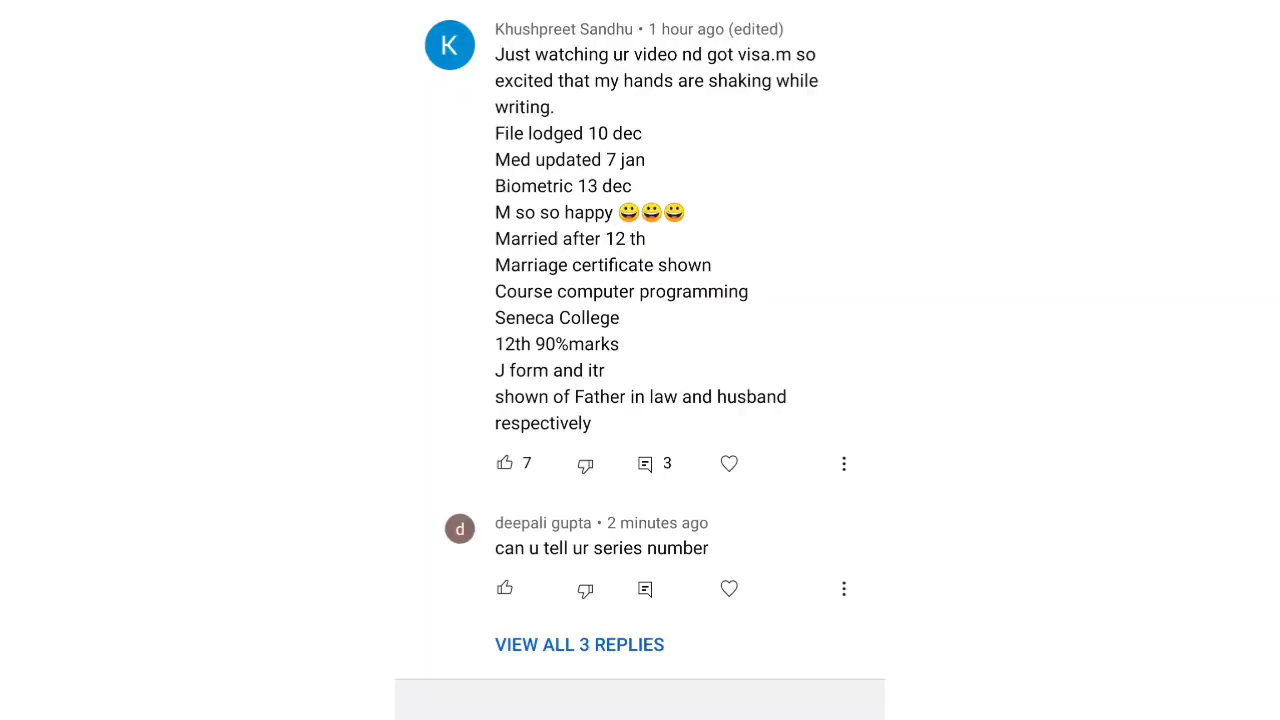 Khushpreet Sandhu • 1 hour ago (edited)
K
Just watching ur video nd got visa.m so
excited that my hands are shaking while
writing.
File lodged 10 dec
Med updated 7 jan
Biometric 13 dec
M so so happy 😀😀😀
Married after 12 th
Marriage certificate shown
Course computer programming
Seneca College
12th 90%marks
J form and itr
shown of Father in law and husband
respectively
7 3
deepali gupta • 2 minutes ago
d
can u tell ur series number
VIEW ALL 3 REPLIES